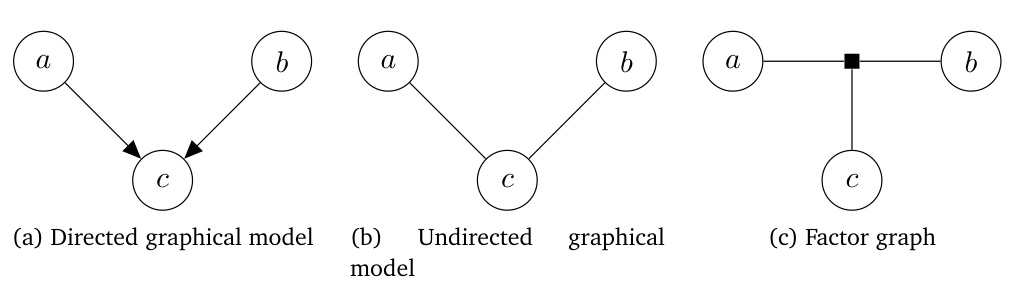 a
b
c
a
b
c
a
b
c
(a) Directed graphical model
(b) Undirected graphical
model
(c) Factor graph